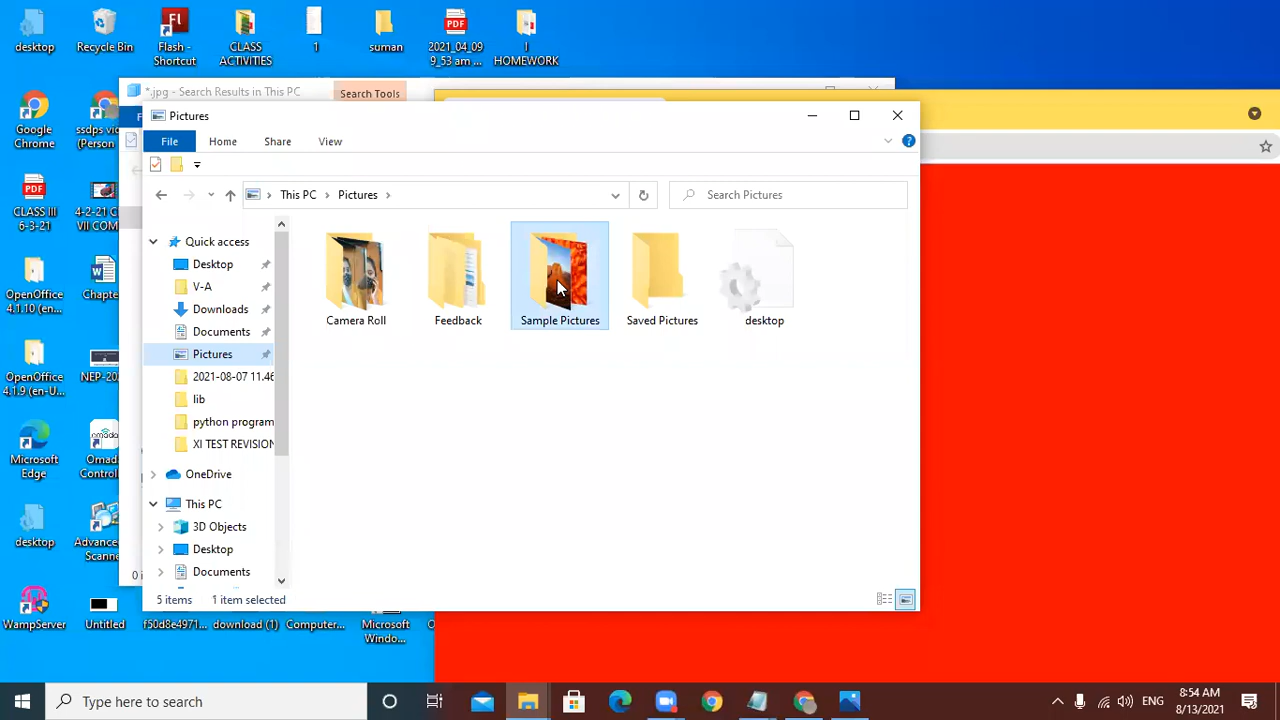 desktop
Recycle Bin
Flash -
Shortcut
CLASS
ACTIVITIES
1
suman
2021_04_09
9_53 am ...
I
HOMEWORK
*.jpg - Search Results in This PC
Search Tools
Google
Chrome
ssdps vic
(Person
Pictures
File
Home
Share
View
This PC
Pictures
Search Pictures
CLASS III
6-3-21
4-2-21 C
VII COM
Quick access
Desktop
V-A
Downloads
Documents
Pictures
2021-08-07 11.46
lib
python program
XI TEST REVISION
OneDrive
This PC
3D Objects
Desktop
Documents
Camera Roll
Feedback
Sample Pictures
Saved Pictures
desktop
OpenOffice
4.1.10 (en...
Chapte
OpenOffice
4.1.9 (en-U...
NEP-20
Microsoft
Edge
Omada
Control
desktop
Advance
Scanne
5 items
1 item selected
WampServer
Untitled
f50d8e4971...
download (1)
Computer...
Microsoft
Windo...
Type here to search
ENG
8:54 AM
8/13/2021